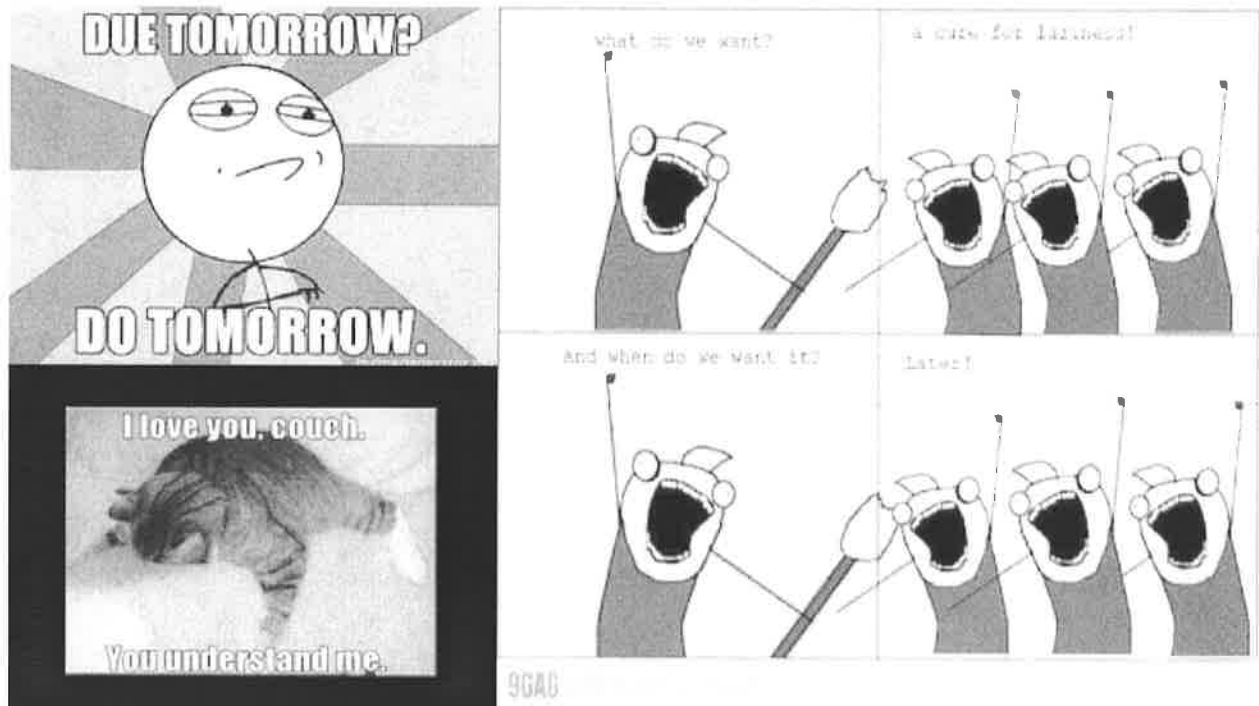 DUE TOMORROW?
DO TOMORROW.
I love you, couch.
You understand me.
what do we want?
a cure for laziness!
And when do we want it?
Later!
9GAG